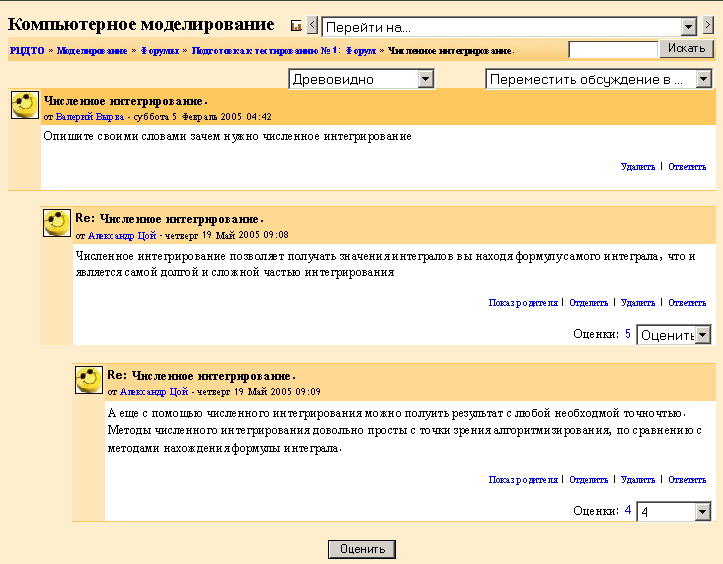 Компьютерное моделирование
Перейти на...
РЦДТО » Моделирование » Форумы » Подготовка к тестированию №1: Форум » Численное интегрирование.
Искать
Древовидно
Переместить обсуждение в ...
Численное интегрирование.
от Валерий Вырва - суббота 5 Февраль 2005 04:42
Опишите своими словами зачем нужно численное интегрирование
Удалить | Ответить
Re: Численное интегрирование.
от Александр Цой - четверг 19 Май 2005 09:08
Численное интегрирование позволяет получать значения интегралов вы находя формулу самого интеграла, что и
является самой долгой и сложной частью интегрирования
Показ родителя | Отделить | Удалить | Ответить
Оценки: 5 Оценить
Re: Численное интегрирование.
от Александр Цой - четверг 19 Май 2005 09:09
А еще с помощью численного интегрирования можно полуить результат с любой необходмой точночтью.
Методы численного интегрирования довольно просты с точки зрения алгоритмизирования, по сравнению с
методами нахождения формулы интеграла.
Показ родителя | Отделить | Удалить | Ответить
Оценки: 4 4
Оценить